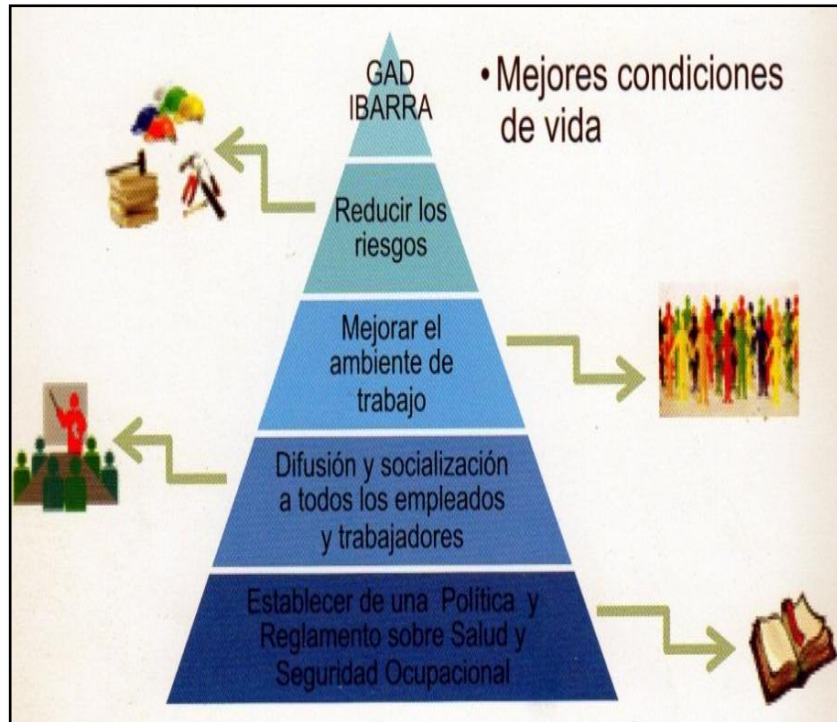 GAD
IBARRA
• Mejores condiciones
de vida
Reducir los
riesgos
Mejorar el
ambiente de
trabajo
Difusión y socialización
a todos los empleados
y trabajadores
Establecer de una Política y
Reglamento sobre Salud y
Seguridad Ocupacional